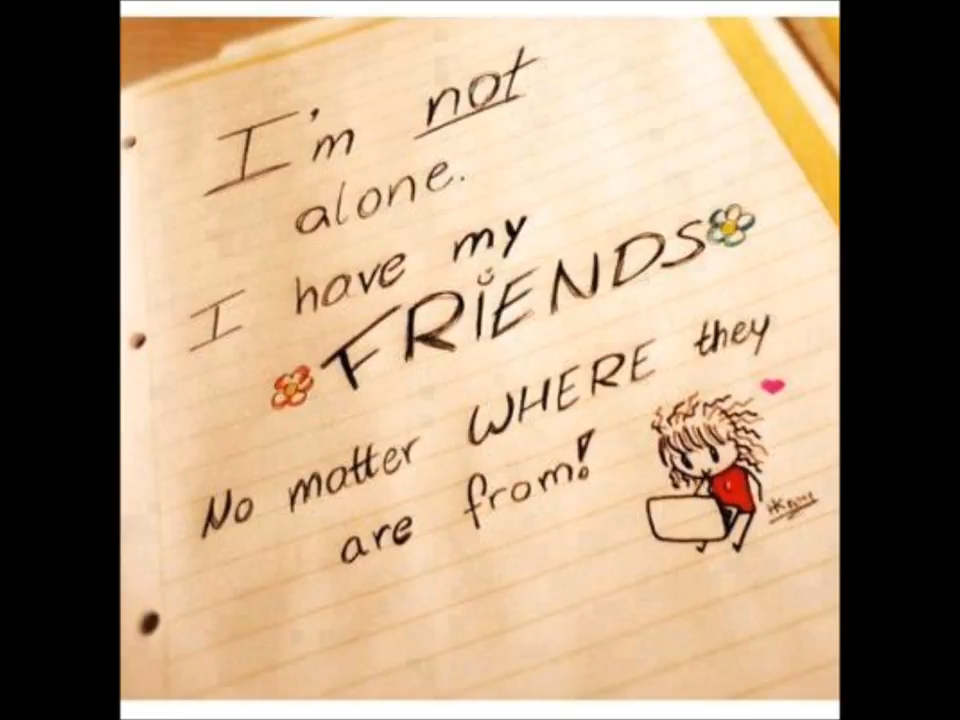 I'm not
alone.
I have my
FRiENDS
No matter WHERE they
are from!